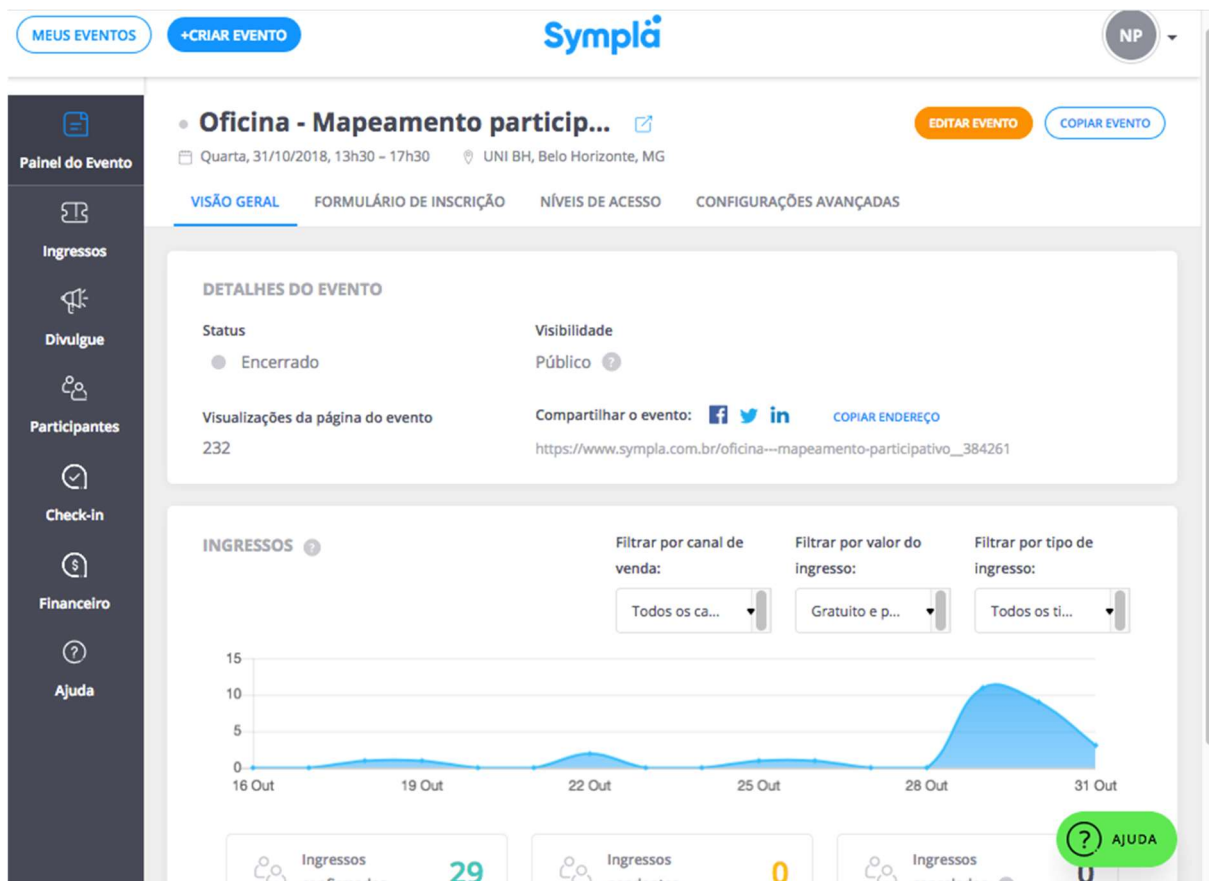 MEUS EVENTOS
+CRIAR EVENTO
Sympla
NP
Painel do Evento
Ingressos
Divulgue
Participantes
Check-in
Financeiro
Ajuda
Oficina - Mapeamento particip...
EDITAR EVENTO
COPIAR EVENTO
Quarta, 31/10/2018, 13h30 – 17h30
UNI BH, Belo Horizonte, MG
VISÃO GERAL
FORMULÁRIO DE INSCRIÇÃO
NÍVEIS DE ACESSO
CONFIGURAÇÕES AVANÇADAS
DETALHES DO EVENTO
Status
Encerrado
Visibilidade
Público ?
Visualizações da página do evento
232
Compartilhar o evento:
COPIAR ENDEREÇO
https://www.sympla.com.br/oficina---mapeamento-participativo__384261
INGRESSOS ?
Filtrar por canal de
venda:
Todos os ca...
Filtrar por valor do
ingresso:
Gratuito e p...
Filtrar por tipo de
ingresso:
Todos os ti...
15
10
5
0
16 Out
19 Out
22 Out
25 Out
28 Out
31 Out
Ingressos
29
Ingressos
0
Ingressos
0
? AJUDA